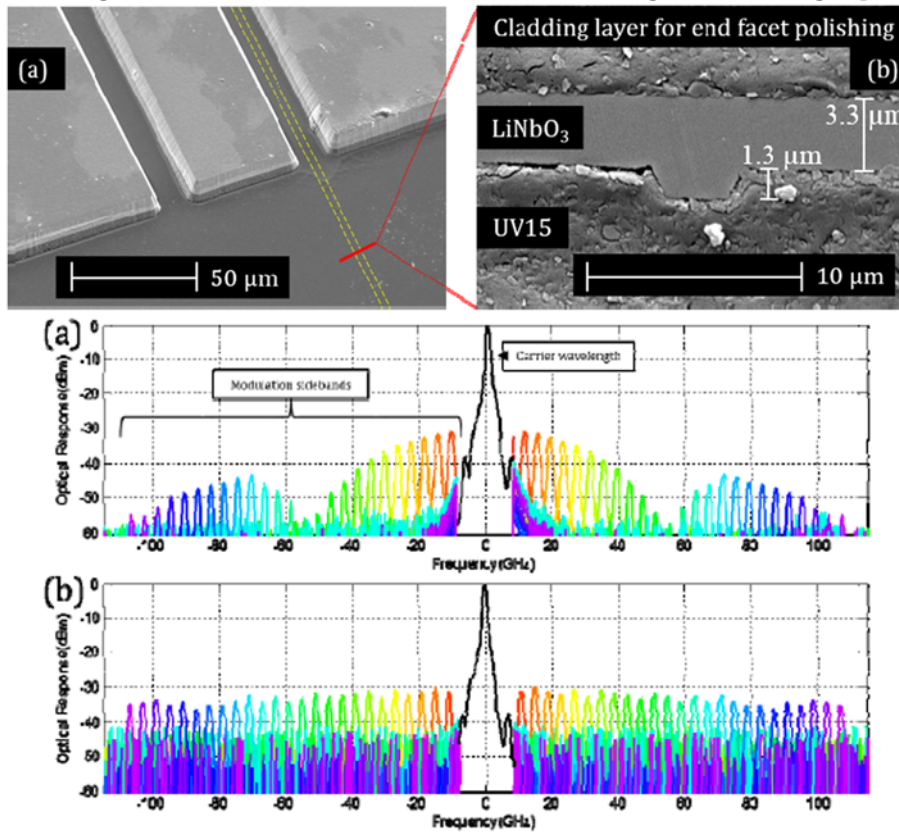 (a)
50 µm
Cladding layer for end facet polishing
(b)
LiNbO3
3.3 µm
1.3 µm
UV15
10 µm
(a)
Optical Response(dBm)
0
-10
-20
-30
-40
-50
60
Modulation sidebands
Carrier wavelength
-100 -80 -60 -40 -20 0 20 40 60 80 100
Frequency(GHz)
(b)
Optical Response(dBm)
0
-10
-20
-30
-40
-50
-60
-100 -80 -60 -40 -20 0 20 40 60 80 100
Frequency(GHz)